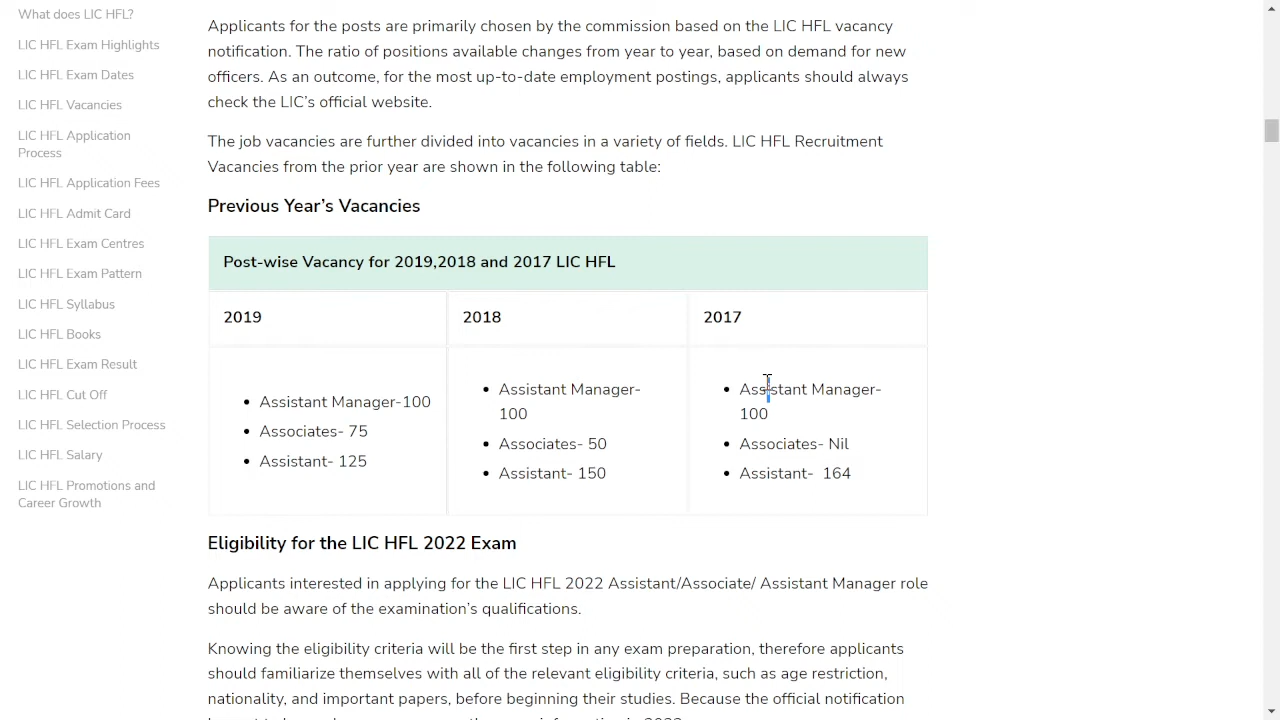 What does LIC HFL?
LIC HFL Exam Highlights
LIC HFL Exam Dates
LIC HFL Vacancies
LIC HFL Application
Process
LIC HFL Application Fees
LIC HFL Admit Card
LIC HFL Exam Centres
LIC HFL Exam Pattern
LIC HFL Syllabus
LIC HFL Books
LIC HFL Exam Result
LIC HFL Cut Off
LIC HFL Selection Process
LIC HFL Salary
LIC HFL Promotions and
Career Growth
Applicants for the posts are primarily chosen by the commission based on the LIC HFL vacancy
notification. The ratio of positions available changes from year to year, based on demand for new
officers. As an outcome, for the most up-to-date employment postings, applicants should always
check the LIC's official website.
The job vacancies are further divided into vacancies in a variety of fields. LIC HFL Recruitment
Vacancies from the prior year are shown in the following table:
Previous Year's Vacancies
Post-wise Vacancy for 2019,2018 and 2017 LIC HFL
2019
2018
2017
Assistant Manager-100
Associates- 75
Assistant- 125
Assistant Manager-
100
Associates- 50
Assistant- 150
Assistant Manager-
100
Associates- Nil
Assistant-  164
Eligibility for the LIC HFL 2022 Exam
Applicants interested in applying for the LIC HFL 2022 Assistant/Associate/ Assistant Manager role
should be aware of the examination's qualifications.
Knowing the eligibility criteria will be the first step in any exam preparation, therefore applicants
should familiarize themselves with all of the relevant eligibility criteria, such as age restriction,
nationality, and important papers, before beginning their studies. Because the official notification